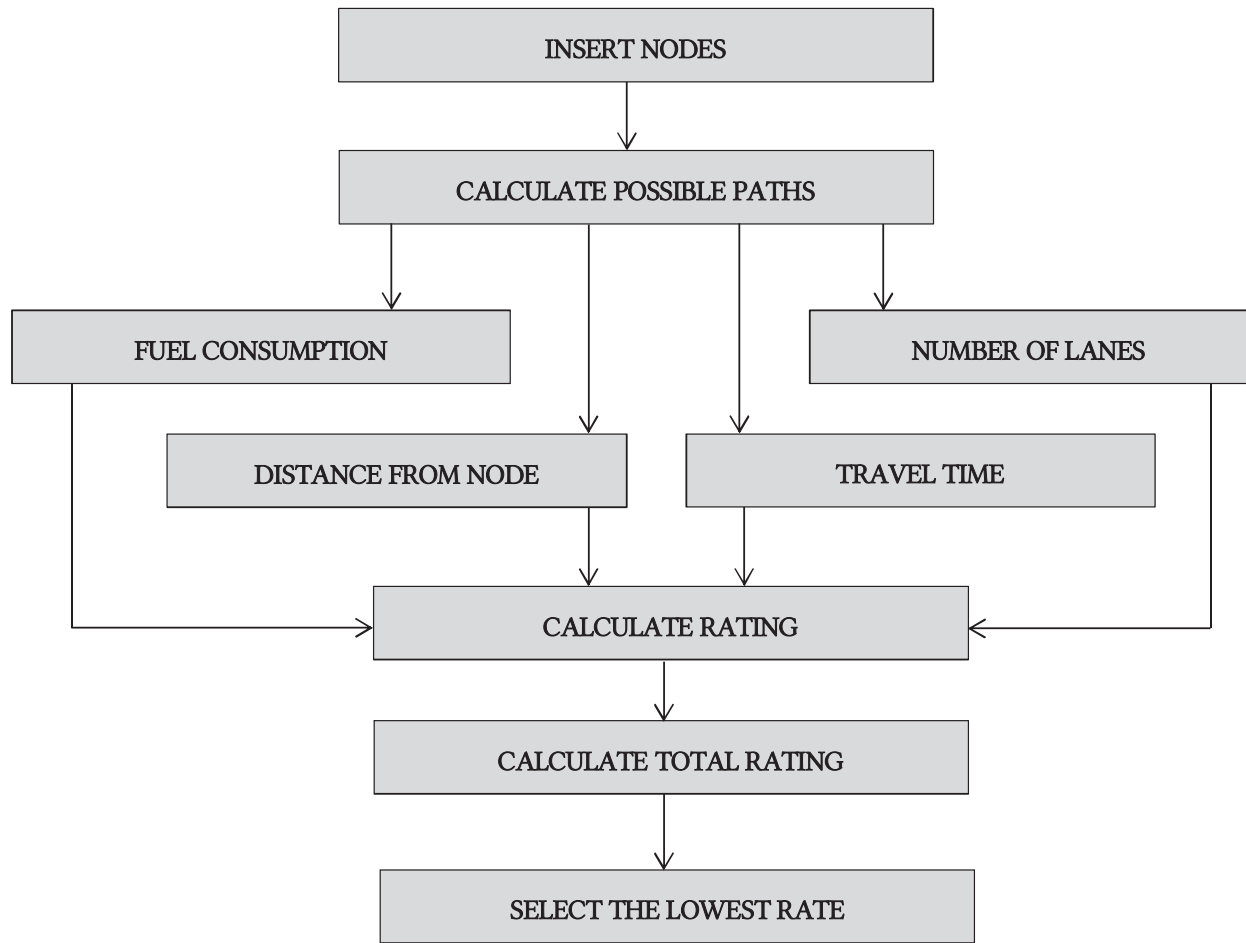 INSERT NODES
CALCULATE POSSIBLE PATHS
FUEL CONSUMPTION
NUMBER OF LANES
DISTANCE FROM NODE
TRAVEL TIME
CALCULATE RATING
CALCULATE TOTAL RATING
SELECT THE LOWEST RATE